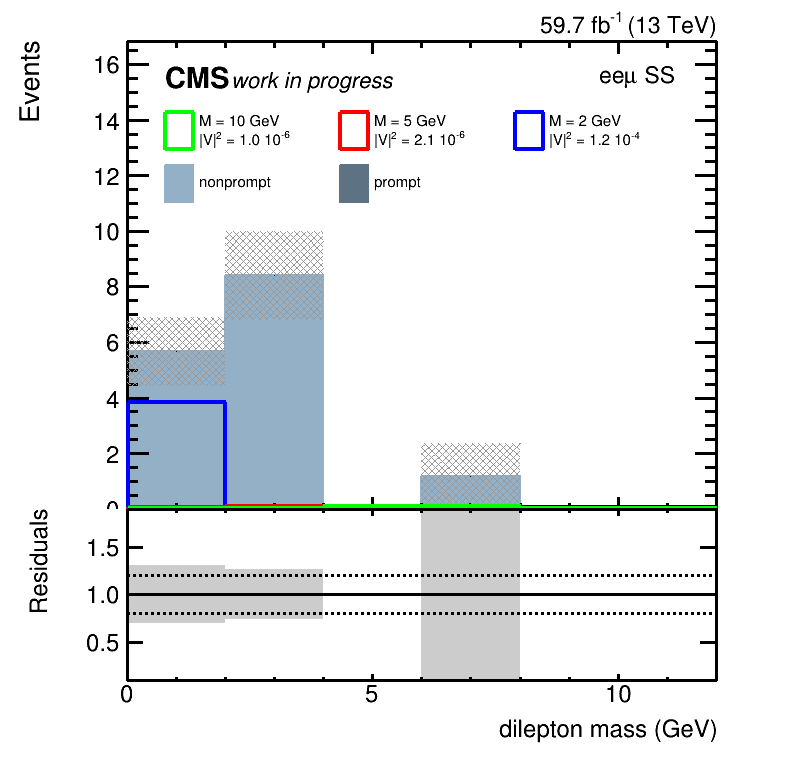 59.7 fb⁻¹ (13 TeV)
Events
CMS work in progress
eeμ SS
M = 10 GeV
|V|² = 1.0 10⁻⁶
M = 5 GeV
|V|² = 2.1 10⁻⁶
M = 2 GeV
|V|² = 1.2 10⁻⁴
nonprompt
prompt
16
14
12
10
8
6
4
2
0
Residuals
1.5
1.0
0.5
0
5
10
dilepton mass (GeV)